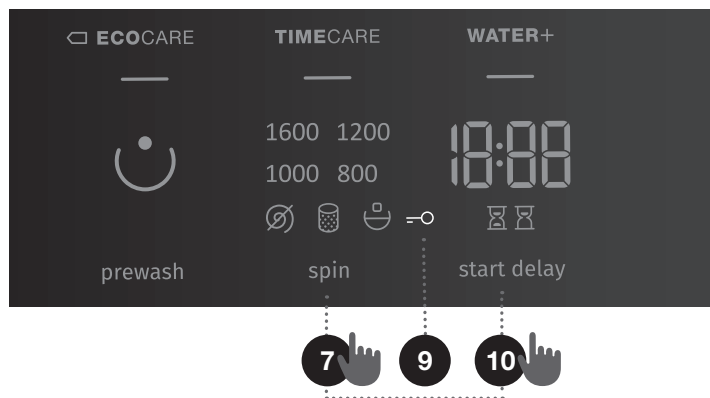 ECOCARE TIMECARE WATER+
1600 1200
18:88
1000 800
prewash spin start delay
7 9 10